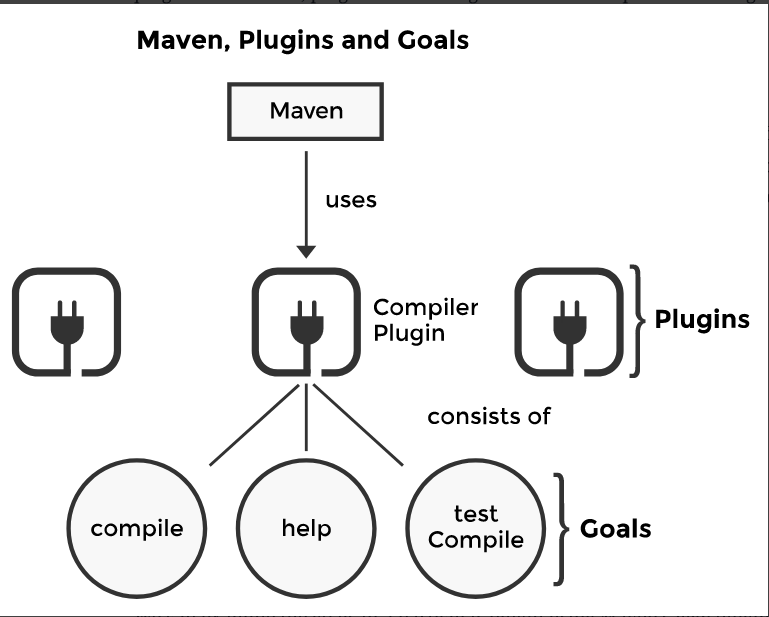 Maven, Plugins and Goals
Maven
uses
Compiler
Plugin
Plugins
consists of
compile
help
test
Compile
Goals